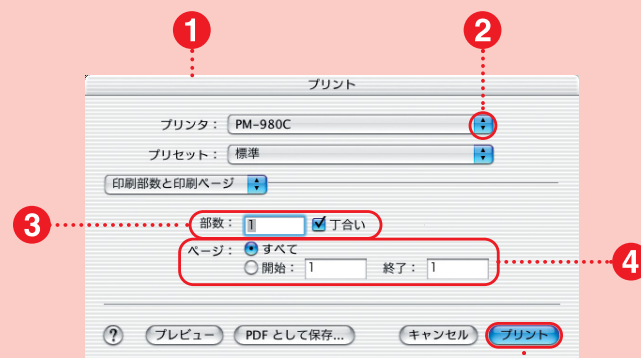 1
2
プリント
プリンタ： PM-980C
プリセット： 標準
印刷部数と印刷ページ
3
部数： 1 丁合い
ページ： すべて
開始： 1 終了： 1
4
? プレビュー PDF として保存... キャンセル プリント